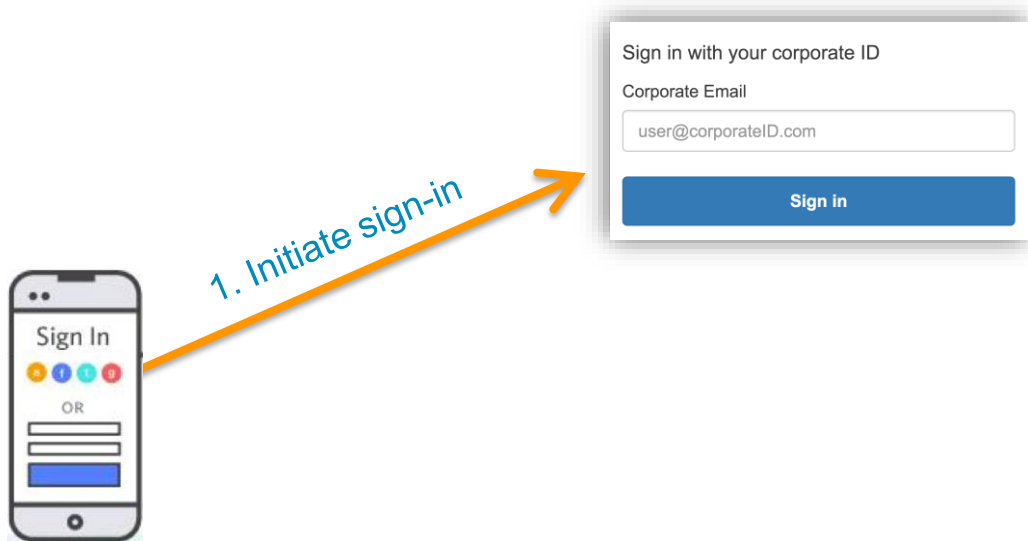 Sign in with your corporate ID
Corporate Email
user@corporateID.com
Sign in
1. Initiate sign-in
Sign In
a f t g
OR